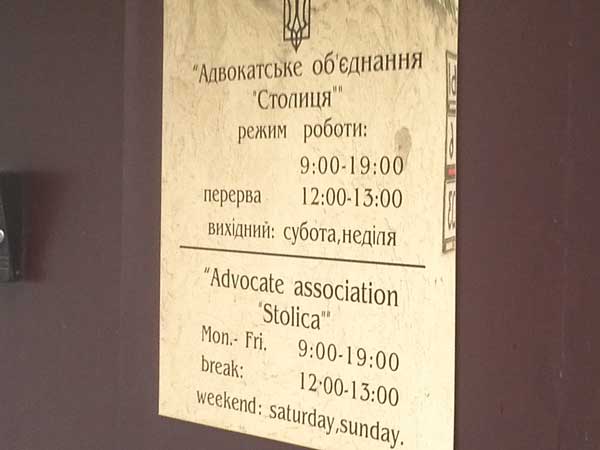 "Адвокатське об'єднання
"Столиця""
режим роботи:
9:00-19:00
перерва 12:00-13:00
вихідний: субота,неділя
"Advocate association
"Stolica""
Mon.- Fri. 9:00-19:00
break: 12:00-13:00
weekend: saturday,sunday.